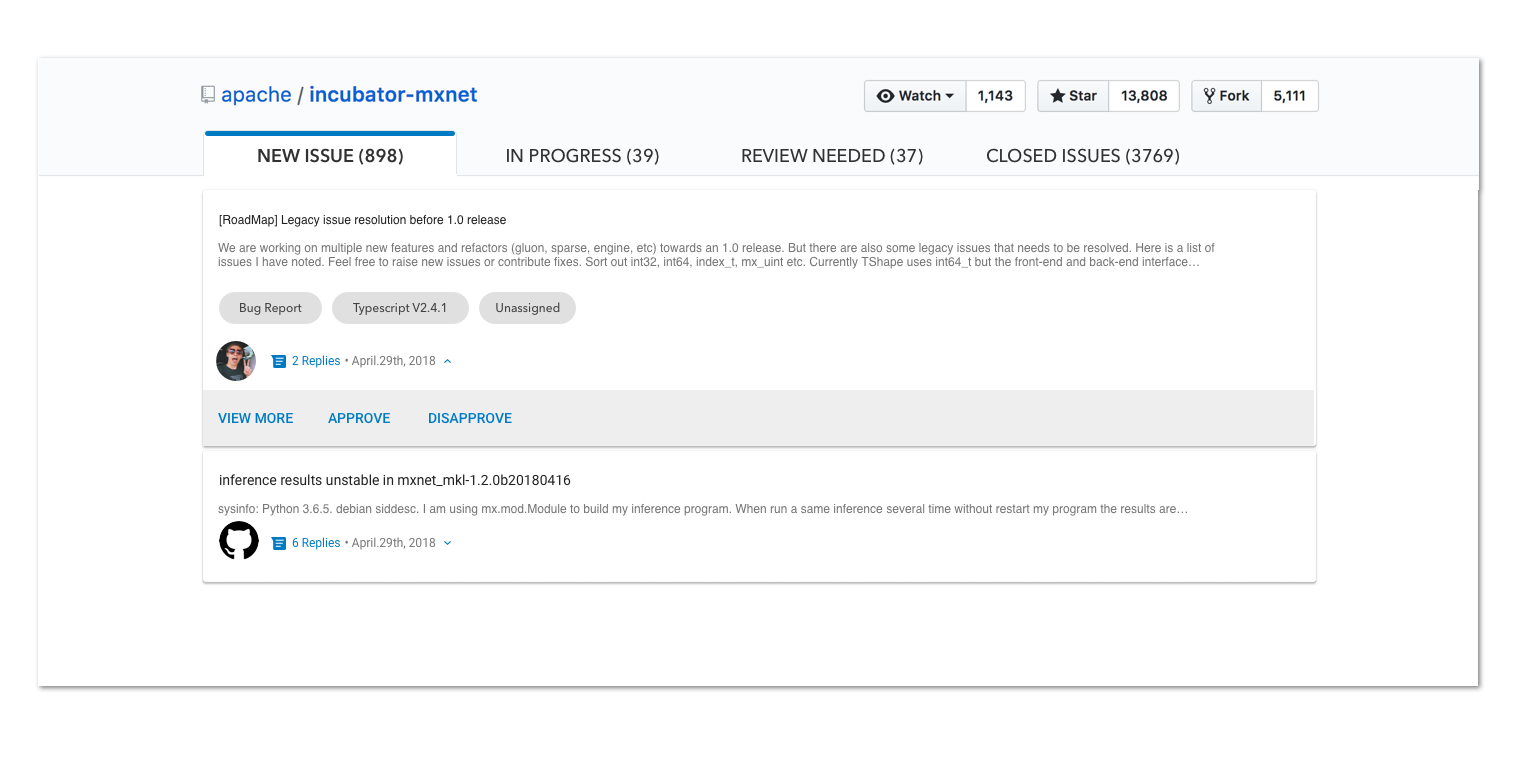 apache / incubator-mxnet
Watch 1,143 Star 13,808 Fork 5,111
NEW ISSUE (898) IN PROGRESS (39) REVIEW NEEDED (37) CLOSED ISSUES (3769)
[RoadMap] Legacy issue resolution before 1.0 release
We are working on multiple new features and refactors (gluon, sparse, engine, etc) towards an 1.0 release. But there are also some legacy issues that needs to be resolved. Here is a list of
issues I have noted. Feel free to raise new issues or contribute fixes. Sort out int32, int64, index_t, mx_uint etc. Currently TShape uses int64_t but the front-end and back-end interface…
Bug Report Typescript V2.4.1 Unassigned
2 Replies • April.29th, 2018
VIEW MORE APPROVE DISAPPROVE
inference results unstable in mxnet_mkl-1.2.0b20180416
sysinfo: Python 3.6.5. debian siddesc. I am using mx.mod.Module to build my inference program. When run a same inference several time without restart my program the results are…
6 Replies • April.29th, 2018